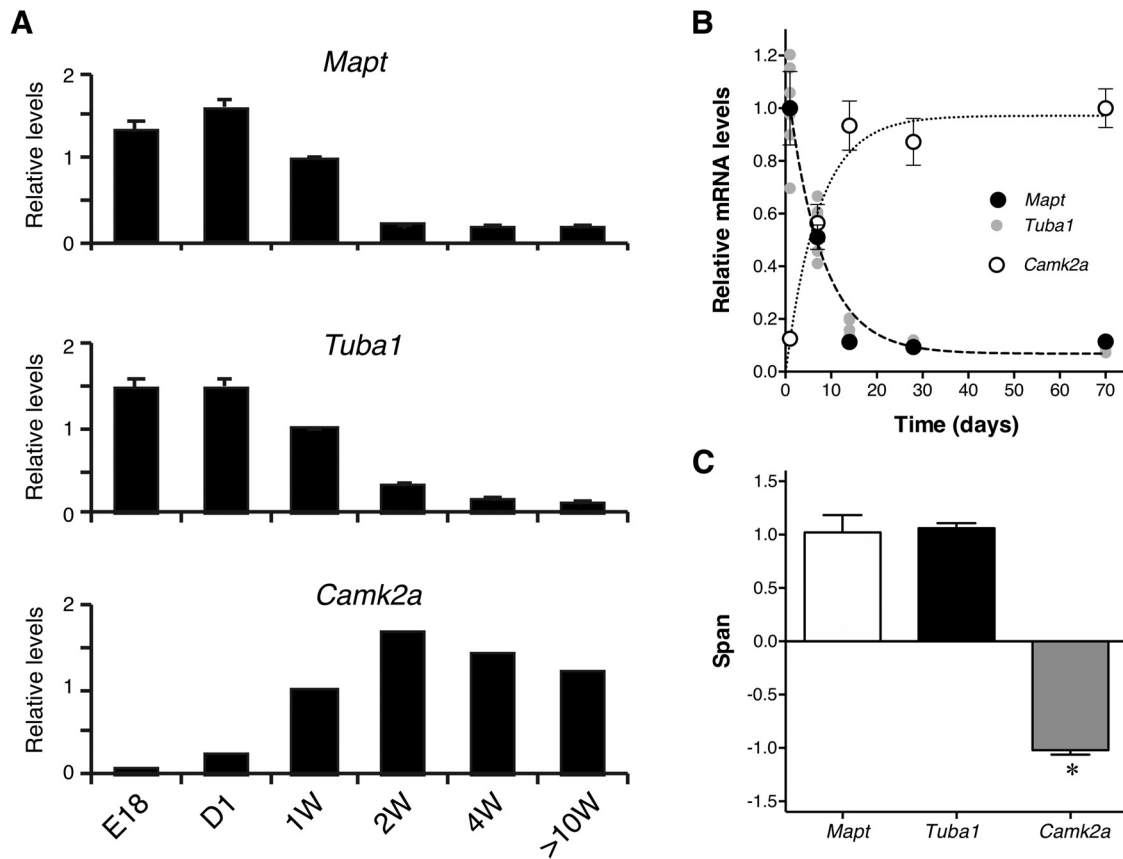 A
Mapt
Relative levels
2
1
0
Tuba1
Relative levels
2
1
0
Camk2a
Relative levels
2
1
0
E18 D1 1W 2W 4W >10W
B
Relative mRNA levels
1.2
1.0
0.8
0.6
0.4
0.2
0.0
Mapt
Tuba1
Camk2a
0 10 20 30 40 50 60 70
Time (days)
C
Span
1.5
1.0
0.5
0.0
-0.5
-1.0
-1.5
*
Mapt Tuba1 Camk2a